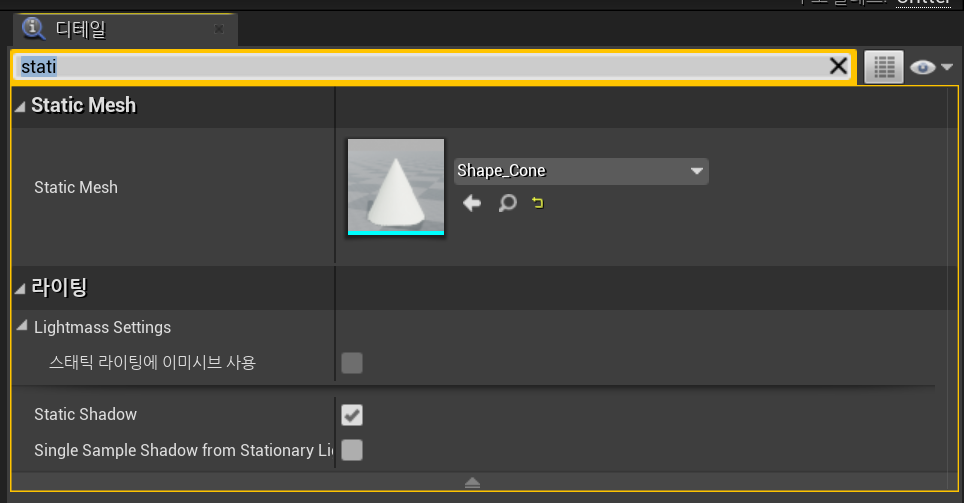 Critter
디테일
stati
Static Mesh
Static Mesh
Shape_Cone
라이팅
Lightmass Settings
스태틱 라이팅에 이미시브 사용
Static Shadow
Single Sample Shadow from Stationary Li